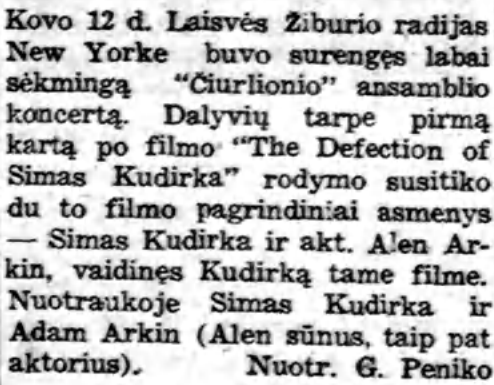 Kovo 12 d. Laisvės Žiburio radijas
New Yorke buvo surengęs labai
sėkmingą “Čiurlionio” ansamblio
koncertą. Dalyvių tarpe pirmą
kartą po filmo “The Defection of
Simas Kudirka” rodymo susitiko
du to filmo pagrindiniai asmenys
— Simas Kudirka ir akt. Alen Ar-
kin, vaidinęs Kudirką tame filme.
Nuotraukoje Simas Kudirka ir
Adam Arkin (Alen sūnus, taip pat
aktorius). Nuotr. G. Peniko